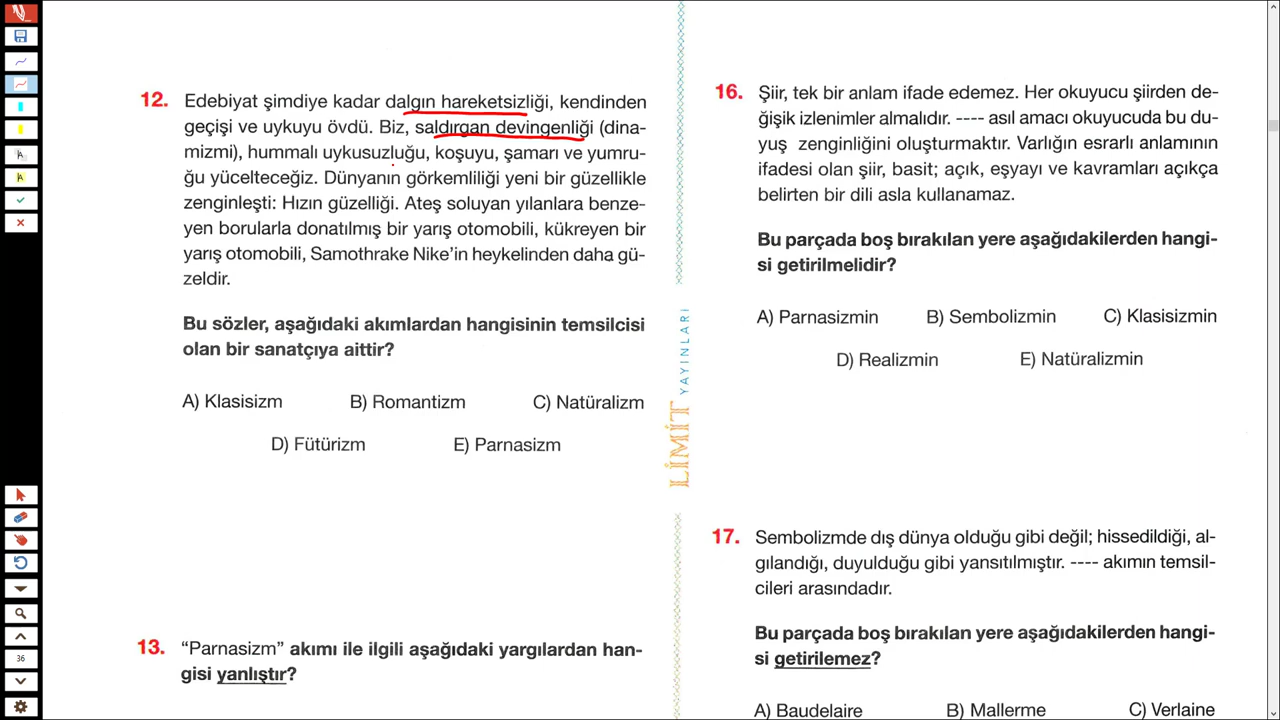 12. Edebiyat şimdiye kadar dalgın hareketsizliği, kendinden
geçişi ve uykuyu övdü. Biz, saldırgan devingenliği (dina-
mizmi), hummalı uykusuzluğu, koşuyu, şamarı ve yumru-
ğu yücelteceğiz. Dünyanın görkemliliği yeni bir güzellikle
zenginleşti: Hızın güzelliği. Ateş soluyan yılanlara benze-
yen borularla donatılmış bir yarış otomobili, kükreyen bir
yarış otomobili, Samothrake Nike'in heykelinden daha gü-
zeldir.
Bu sözler, aşağıdaki akımlardan hangisinin temsilcisi
olan bir sanatçıya aittir?
A) Klasisizm B) Romantizm C) Natüralizm
D) Fütürizm E) Parnasizm
13. “Parnasizm” akımı ile ilgili aşağıdaki yargılardan han-
gisi yanlıştır?
LİMİT YAYINLARI
16. Şiir, tek bir anlam ifade edemez. Her okuyucu şiirden de-
ğişik izlenimler almalıdır. ---- asıl amacı okuyucuda bu du-
yuş zenginliğini oluşturmaktır. Varlığın esrarlı anlamının
ifadesi olan şiir, basit; açık, eşyayı ve kavramları açıkça
belirten bir dili asla kullanamaz.
Bu parçada boş bırakılan yere aşağıdakilerden hangi-
si getirilmelidir?
A) Parnasizmin B) Sembolizmin C) Klasisizmin
D) Realizmin E) Natüralizmin
17. Sembolizmde dış dünya olduğu gibi değil; hissedildiği, al-
gılandığı, duyulduğu gibi yansıtılmıştır. ---- akımın temsil-
cileri arasındadır.
Bu parçada boş bırakılan yere aşağıdakilerden hangi-
si getirilemez?
A) Baudelaire B) Mallerme C) Verlaine
A
A
36